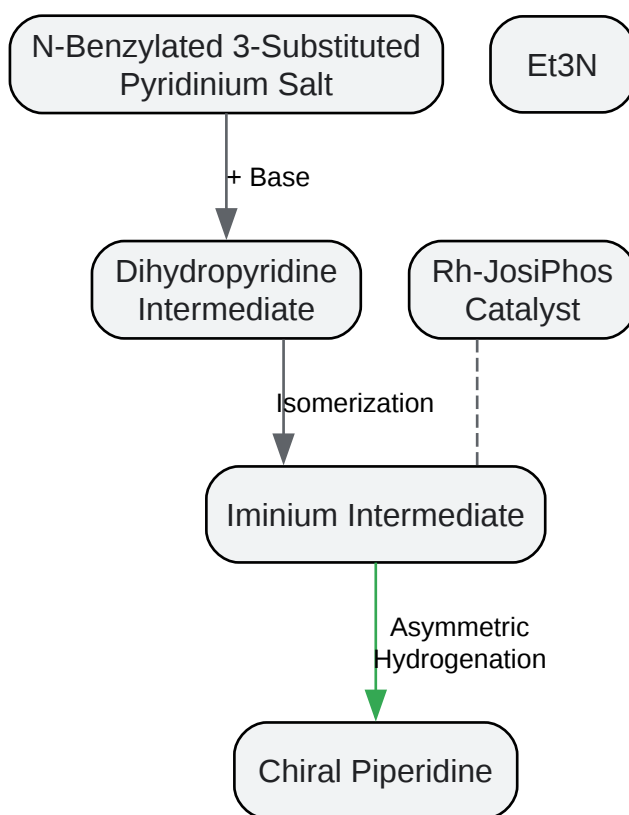 N-Benzylated 3-Substituted
Pyridinium Salt
Et3N
+ Base
Dihydropyridine
Intermediate
Rh-JosiPhos
Catalyst
Isomerization
Iminium Intermediate
Asymmetric
Hydrogenation
Chiral Piperidine